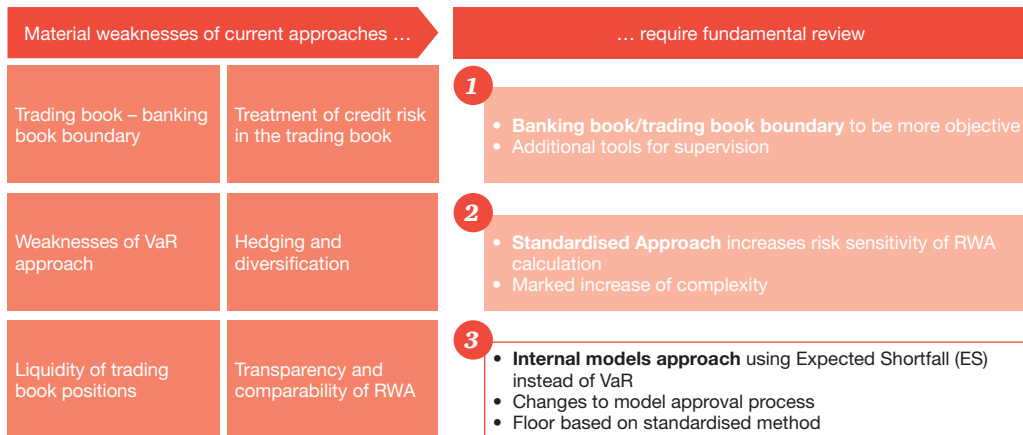 Material weaknesses of current approaches …
Trading book – banking
book boundary
Treatment of credit risk
in the trading book
Weaknesses of VaR
approach
Hedging and
diversification
Liquidity of trading
book positions
Transparency and
comparability of RWA
… require fundamental review
1
• Banking book/trading book boundary to be more objective
• Additional tools for supervision
2
• Standardised Approach increases risk sensitivity of RWA
calculation
• Marked increase of complexity
3
• Internal models approach using Expected Shortfall (ES)
instead of VaR
• Changes to model approval process
• Floor based on standardised method